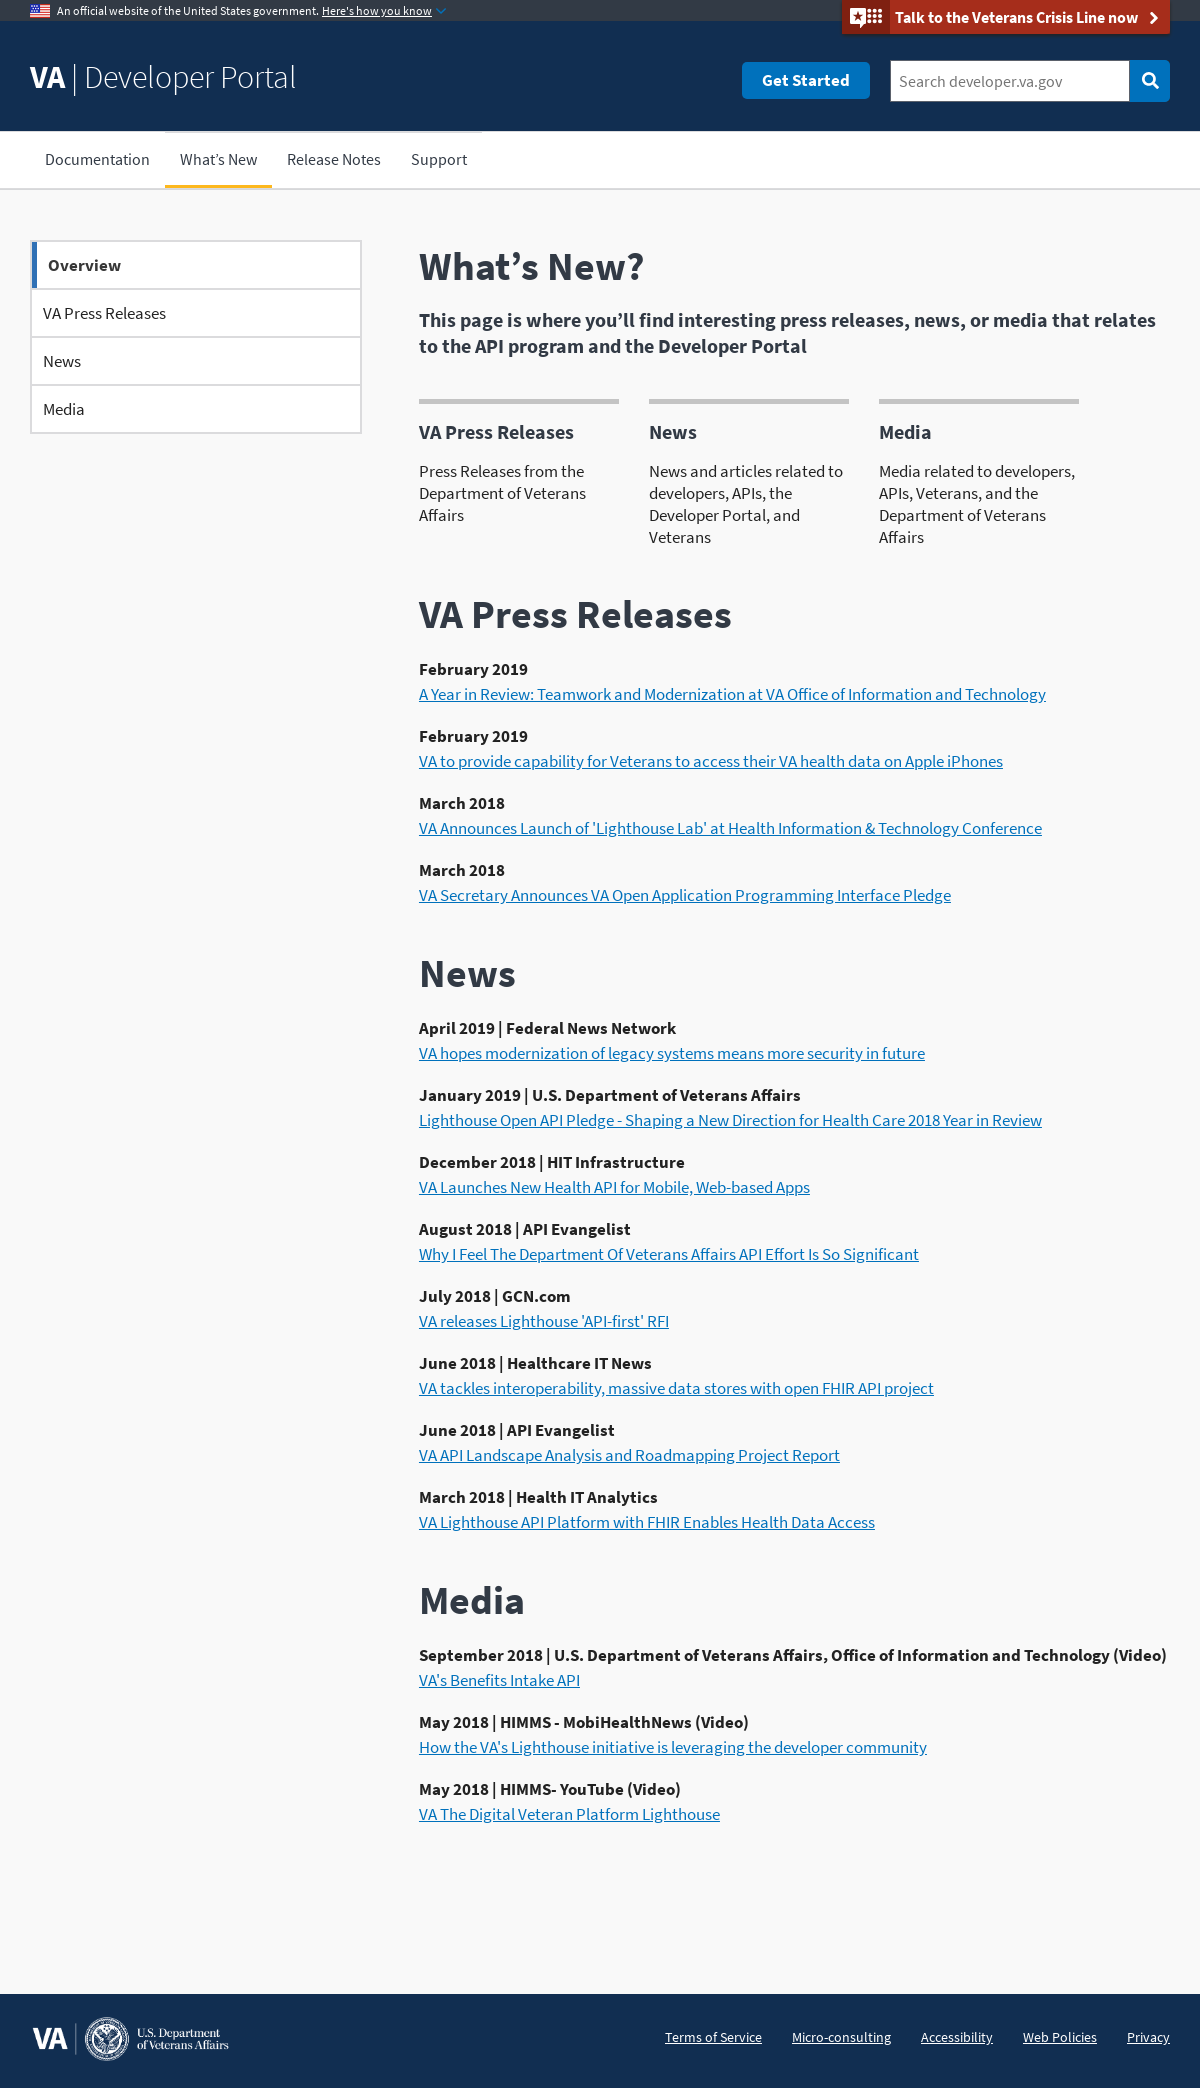 An official website of the United States government. Here's how you know
Talk to the Veterans Crisis Line now
VA | Developer Portal
Get Started
Search developer.va.gov
Documentation
What’s New
Release Notes
Support
Overview
VA Press Releases
News
Media
What’s New?
This page is where you’ll find interesting press releases, news, or media that relates
to the API program and the Developer Portal
VA Press Releases
Press Releases from the
Department of Veterans
Affairs
News
News and articles related to
developers, APIs, the
Developer Portal, and
Veterans
Media
Media related to developers,
APIs, Veterans, and the
Department of Veterans
Affairs
VA Press Releases
February 2019
A Year in Review: Teamwork and Modernization at VA Office of Information and Technology
February 2019
VA to provide capability for Veterans to access their VA health data on Apple iPhones
March 2018
VA Announces Launch of 'Lighthouse Lab' at Health Information & Technology Conference
March 2018
VA Secretary Announces VA Open Application Programming Interface Pledge
News
April 2019 | Federal News Network
VA hopes modernization of legacy systems means more security in future
January 2019 | U.S. Department of Veterans Affairs
Lighthouse Open API Pledge - Shaping a New Direction for Health Care 2018 Year in Review
December 2018 | HIT Infrastructure
VA Launches New Health API for Mobile, Web-based Apps
August 2018 | API Evangelist
Why I Feel The Department Of Veterans Affairs API Effort Is So Significant
July 2018 | GCN.com
VA releases Lighthouse 'API-first' RFI
June 2018 | Healthcare IT News
VA tackles interoperability, massive data stores with open FHIR API project
June 2018 | API Evangelist
VA API Landscape Analysis and Roadmapping Project Report
March 2018 | Health IT Analytics
VA Lighthouse API Platform with FHIR Enables Health Data Access
Media
September 2018 | U.S. Department of Veterans Affairs, Office of Information and Technology (Video)
VA's Benefits Intake API
May 2018 | HIMMS - MobiHealthNews (Video)
How the VA's Lighthouse initiative is leveraging the developer community
May 2018 | HIMMS- YouTube (Video)
VA The Digital Veteran Platform Lighthouse
VA
U.S. Department
of Veterans Affairs
Terms of Service
Micro-consulting
Accessibility
Web Policies
Privacy